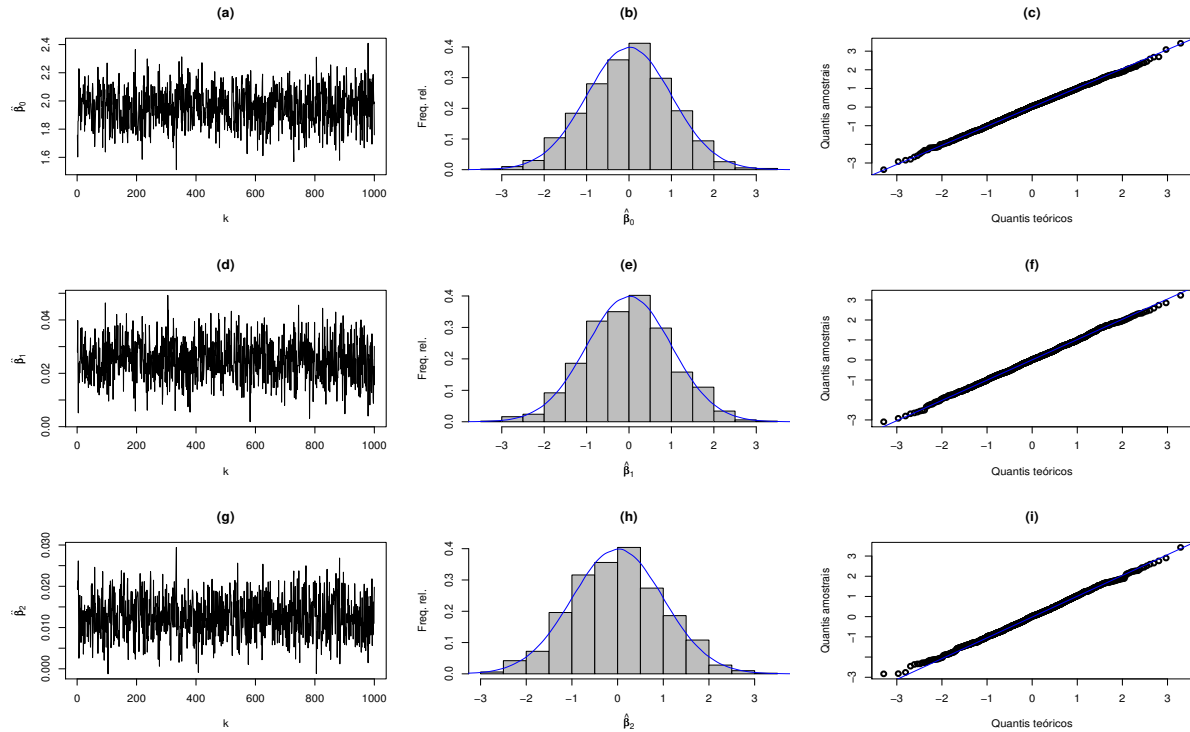 (a)
β̈0
1.6 1.8 2.0 2.2 2.4
0 200 400 600 800 1000
k
(b)
Freq. rel.
0.0 0.1 0.2 0.3 0.4
−3 −2 −1 0 1 2 3
β̂0
(c)
Quantis amostrais
−3 −1 0 1 2 3
−3 −2 −1 0 1 2 3
Quantis teóricos
(d)
β̈1
0.00 0.02 0.04
0 200 400 600 800 1000
k
(e)
Freq. rel.
0.0 0.1 0.2 0.3 0.4
−3 −2 −1 0 1 2 3
β̂1
(f)
Quantis amostrais
−3 −1 0 1 2 3
−3 −2 −1 0 1 2 3
Quantis teóricos
(g)
β̈2
0.000 0.010 0.020 0.030
0 200 400 600 800 1000
k
(h)
Freq. rel.
0.0 0.1 0.2 0.3 0.4
−3 −2 −1 0 1 2 3
β̂2
(i)
Quantis amostrais
−3 −1 0 1 2 3
−3 −2 −1 0 1 2 3
Quantis teóricos